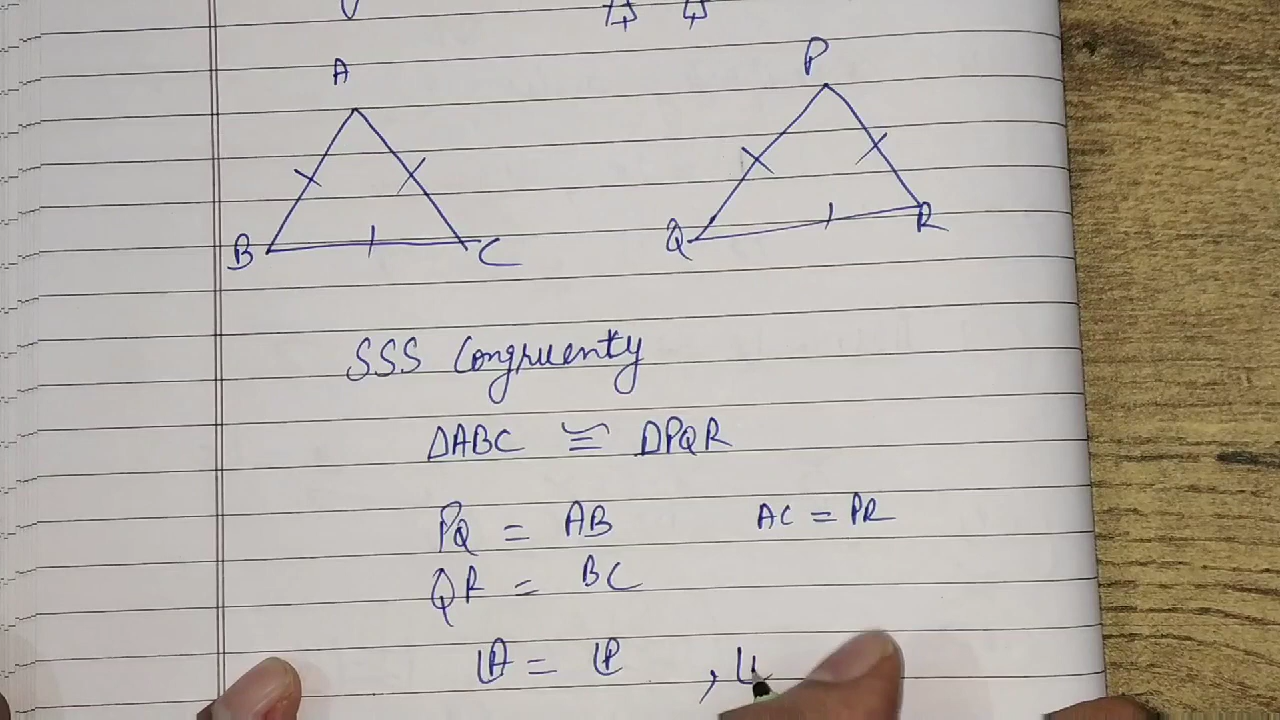 A P
B C Q R
SSS Congruenty
ΔABC ≅ ΔPQR
PQ = AB AC = PR
QR = BC
∠A = ∠P , ∠